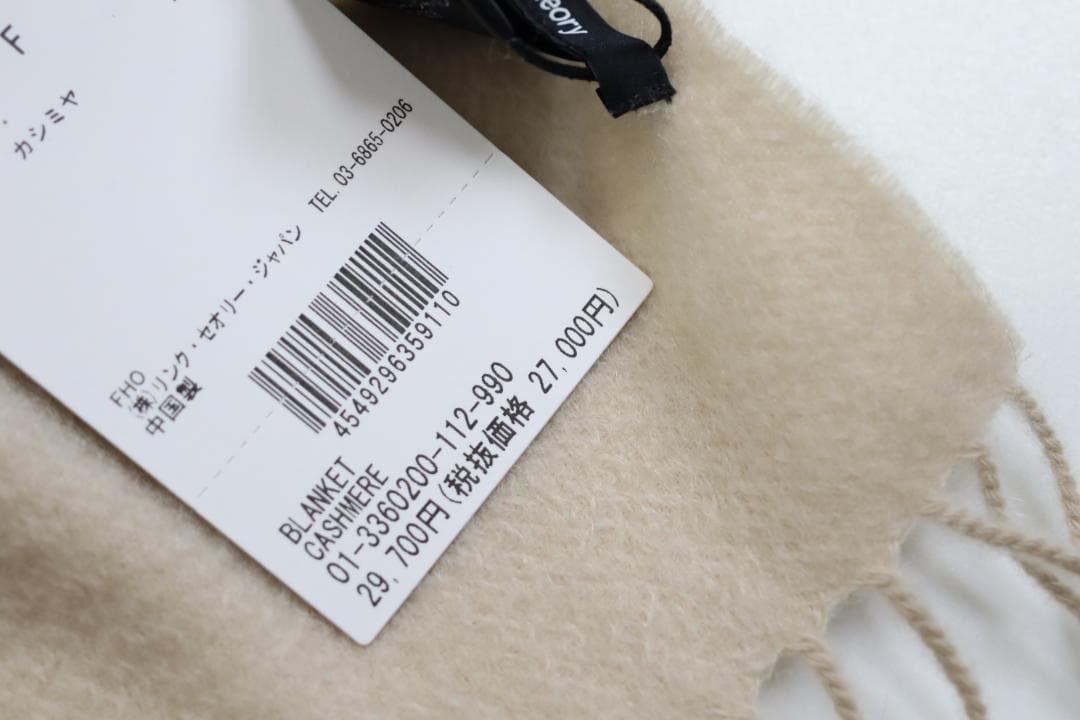 eory
F
カシミヤ
FHO
(株)リンク・セオリー・ジャパン TEL. 03-6865-0206
中国製
4549296359110
BLANKET
CASHMERE
01-3360200-112-990
29,700円(税抜価格 27,000円)